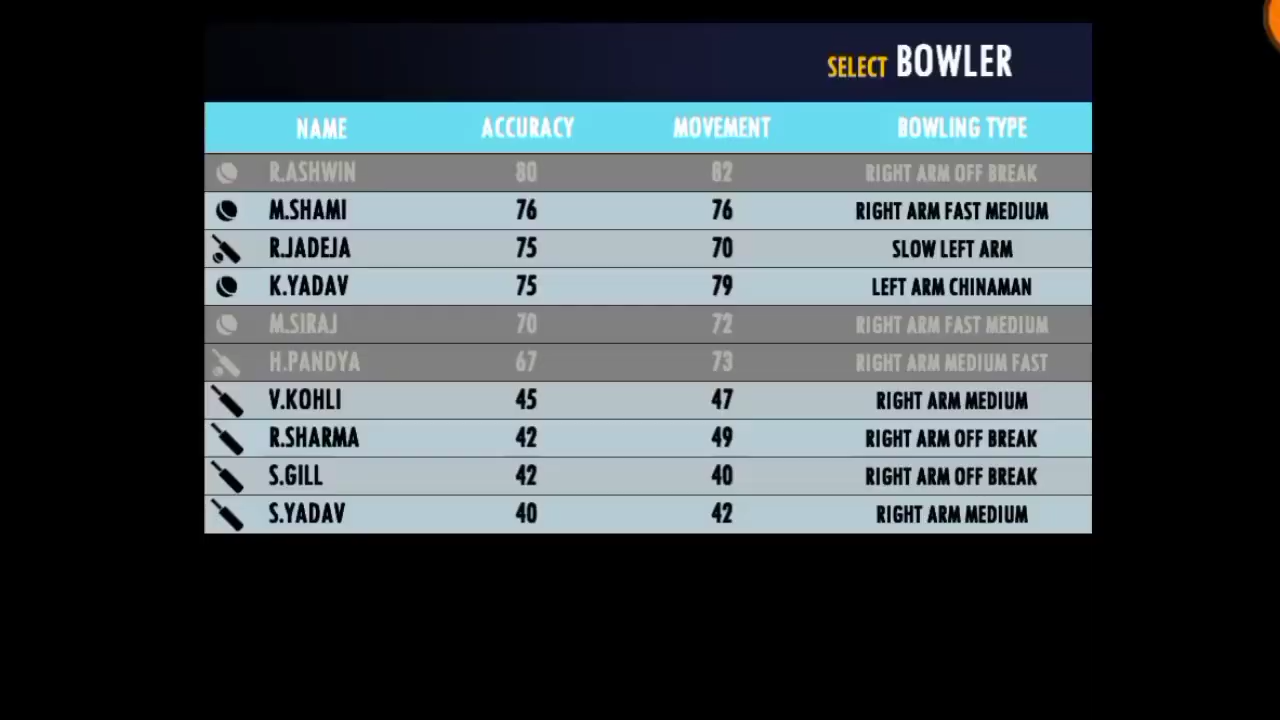 SELECT BOWLER
NAME ACCURACY MOVEMENT BOWLING TYPE
R.ASHWIN 80 82 RIGHT ARM OFF BREAK
M.SHAMI 76 76 RIGHT ARM FAST MEDIUM
R.JADEJA 75 70 SLOW LEFT ARM
K.YADAV 75 79 LEFT ARM CHINAMAN
M.SIRAJ 70 72 RIGHT ARM FAST MEDIUM
H.PANDYA 67 73 RIGHT ARM MEDIUM FAST
V.KOHLI 45 47 RIGHT ARM MEDIUM
R.SHARMA 42 49 RIGHT ARM OFF BREAK
S.GILL 42 40 RIGHT ARM OFF BREAK
S.YADAV 40 42 RIGHT ARM MEDIUM